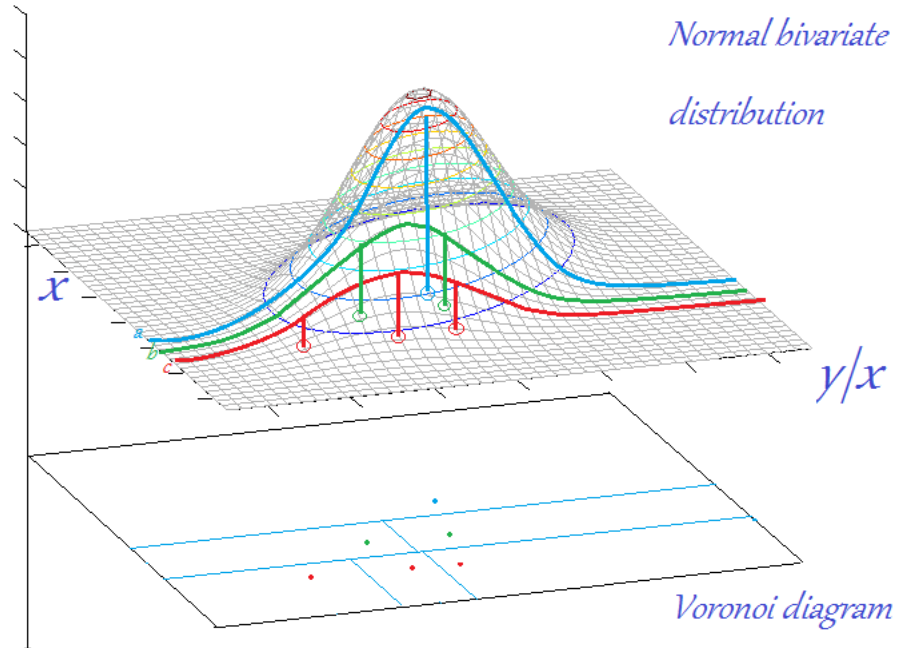 Normal bivariate
distribution
x
a
b
c
y/x
Voronoi diagram